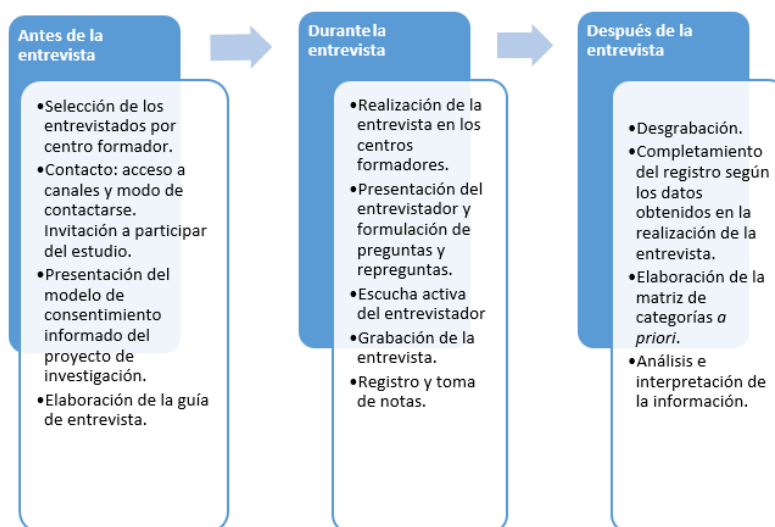 Antes de la
entrevista
•Selección de los
entrevistados por
centro formador.
•Contacto: acceso a
canales y modo de
contactarse.
Invitación a participar
del estudio.
•Presentación del
modelo de
consentimiento
informado del
proyecto de
investigación.
•Elaboración de la guía
de entrevista.
Durante la
entrevista
•Realización de la
entrevista en los
centros
formadores.
•Presentación del
entrevistador y
formulación de
preguntas y
repreguntas.
•Escucha activa
del entrevistador
•Grabación de la
entrevista.
•Registro y toma
de notas.
Después de la
entrevista
•Desgrabación.
•Completamiento
del registro según
los datos
obtenidos en la
realización de la
entrevista.
•Elaboración de la
matriz de
categorías a
priori.
•Análisis e
interpretación de
la información.